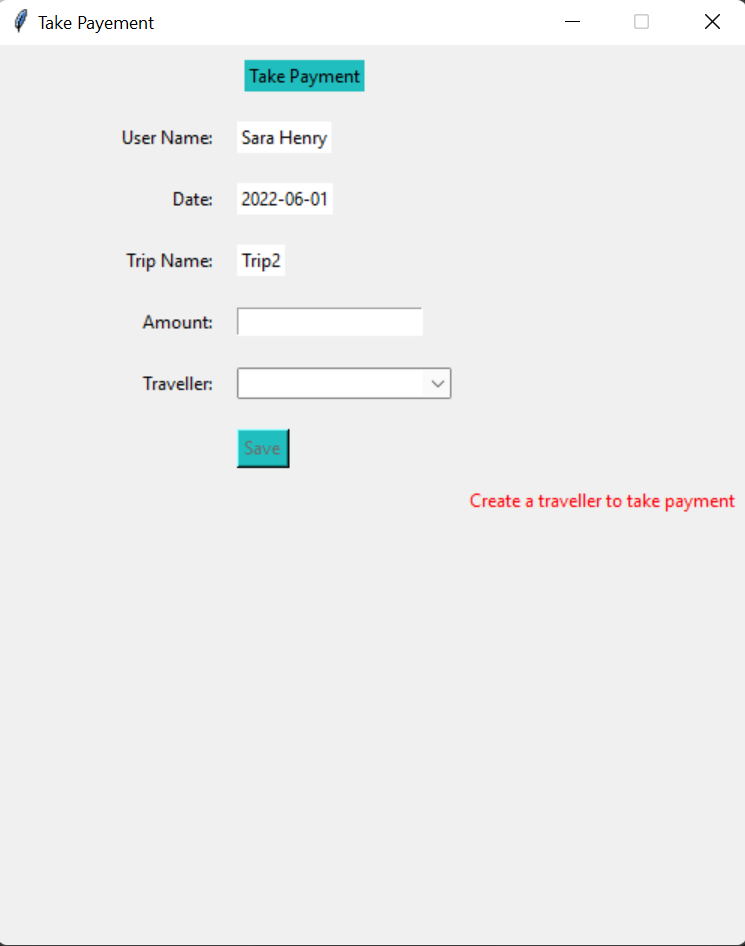 Take Payement
Take Payment
User Name: Sara Henry
Date: 2022-06-01
Trip Name: Trip2
Amount:
Traveller:
Save
Create a traveller to take payment